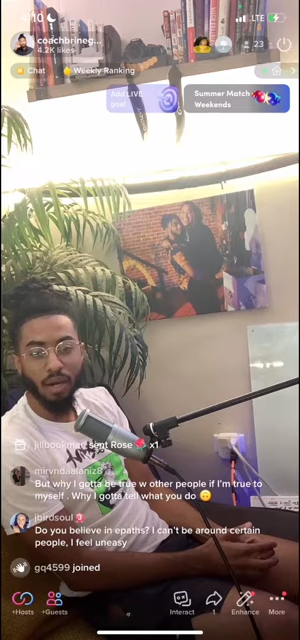 4:10
LTE
coachbrineg...
4.2K likes
23
Chat
Weekly Ranking
Add LIVE
goal
Summer Match
Weekends
sent Rose x1
But why I gotta be true w other people if I'm true to
myself . Why I gotta tell what you do
jbirdsoul
Do you believe in epaths? I can't be around certain
people, I feel uneasy
gq4599 joined
+Hosts
+Guests
Interact
1
Enhance
More